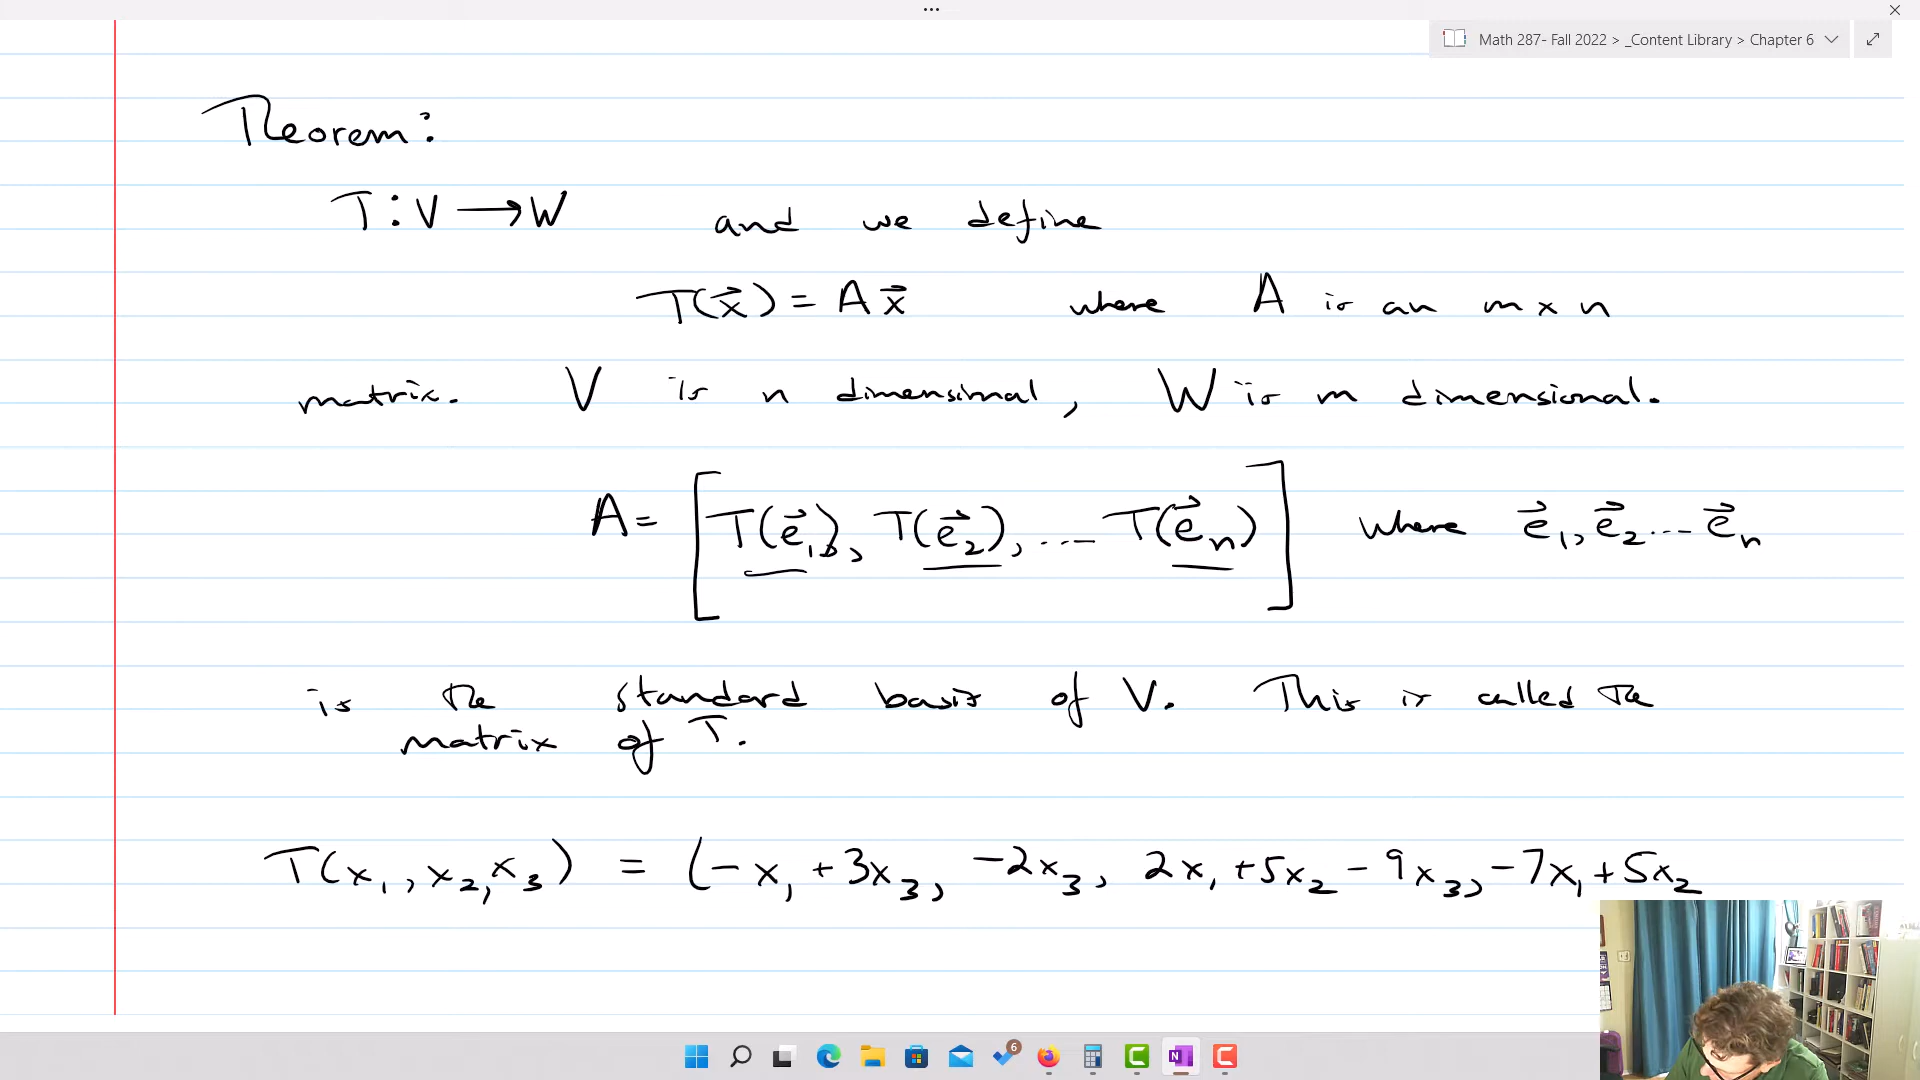 Math 287- Fall 2022 > _Content Library > Chapter 6
Theorem:
T : V → W and we define
T(x⃗) = A x⃗ where A is an m x n
matrix. V is n dimensional, W is m dimensional.
A = [ T(e⃗₁), T(e⃗₂), ... T(e⃗ₙ) ] where e⃗₁, e⃗₂ ... e⃗ₙ
is the standard basis of V. This is called the
matrix of T.
T(x₁, x₂, x₃) = (-x₁ + 3x₃, -2x₃, 2x₁ + 5x₂ - 9x₃, -7x₁ + 5x₂
6